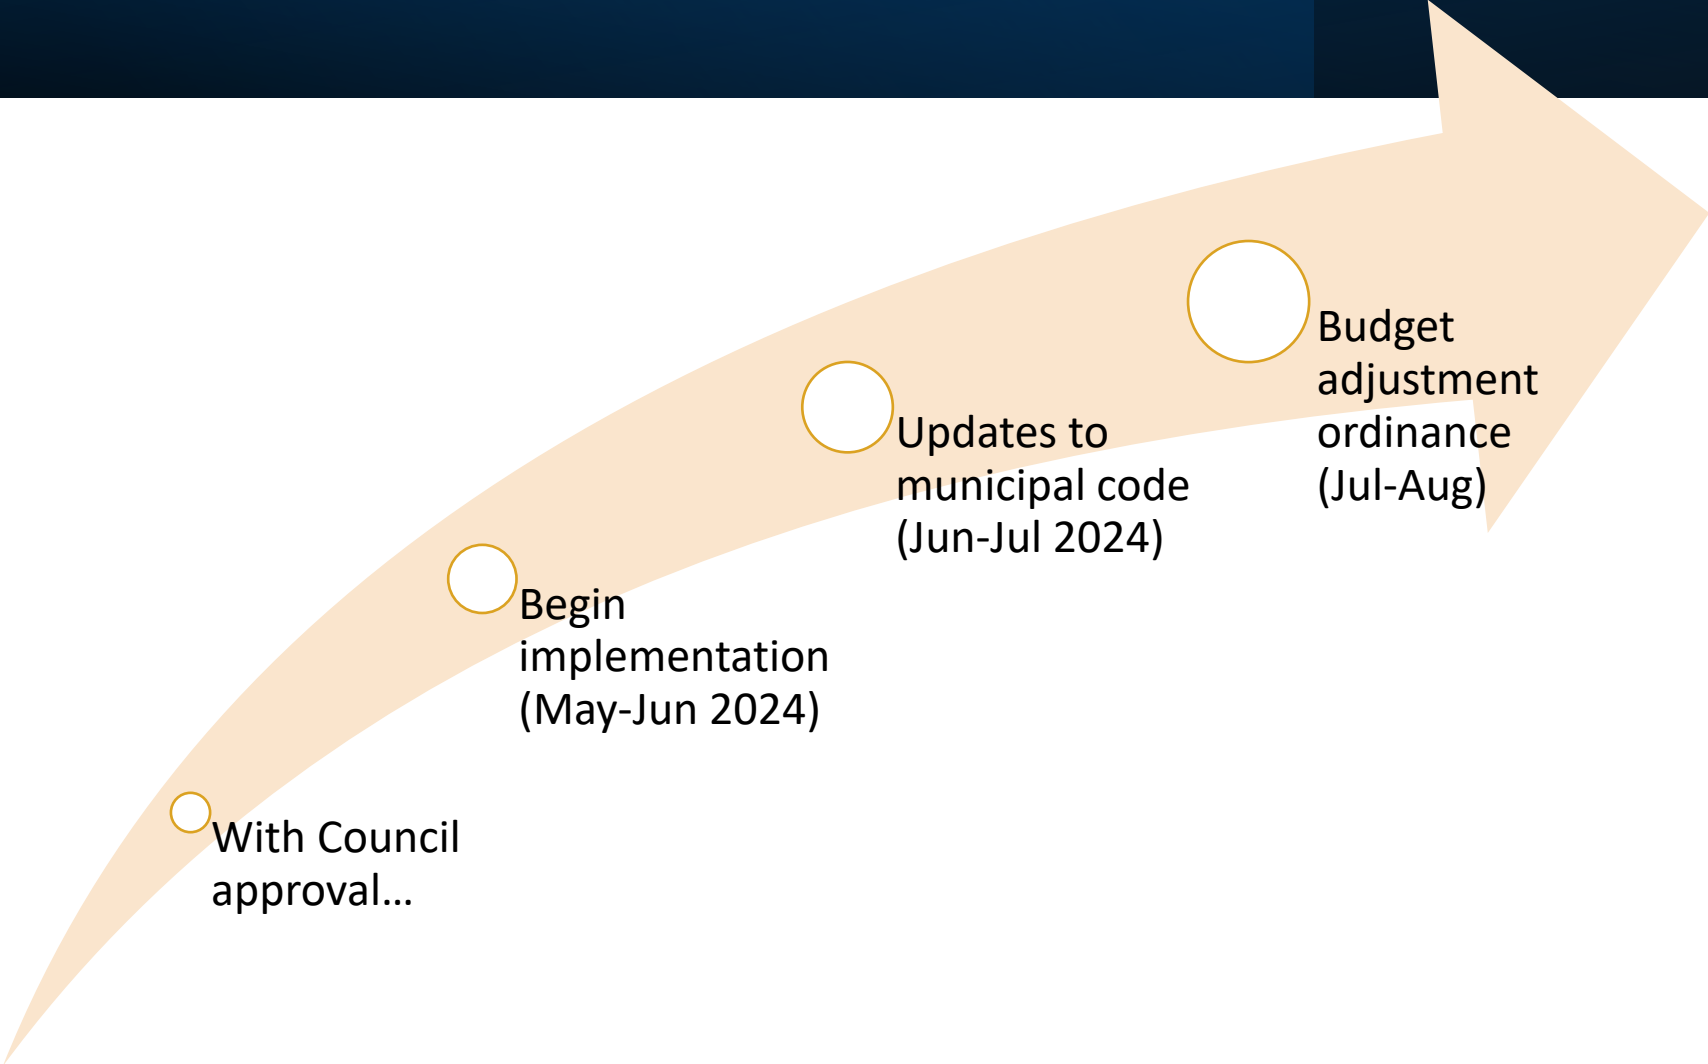 With Council
approval...
Begin
implementation
(May-Jun 2024)
Updates to
municipal code
(Jun-Jul 2024)
Budget
adjustment
ordinance
(Jul-Aug)